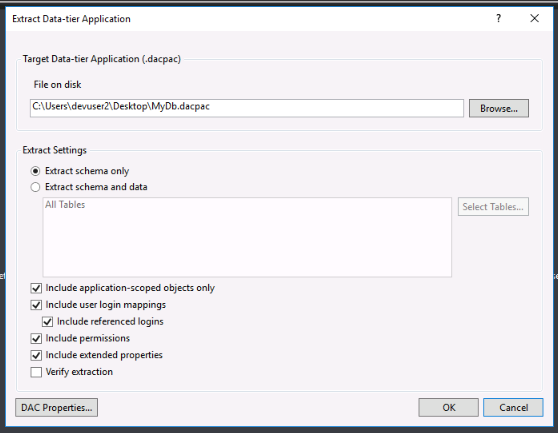 Extract Data-tier Application
?
Target Data-tier Application (.dacpac)
File on disk
C:\Users\devuser2\Desktop\MyDb.dacpac
Browse...
Extract Settings
Extract schema only
Extract schema and data
All Tables
Select Tables...
Include application-scoped objects only
Include user login mappings
Include referenced logins
Include permissions
Include extended properties
Verify extraction
DAC Properties...
OK
Cancel